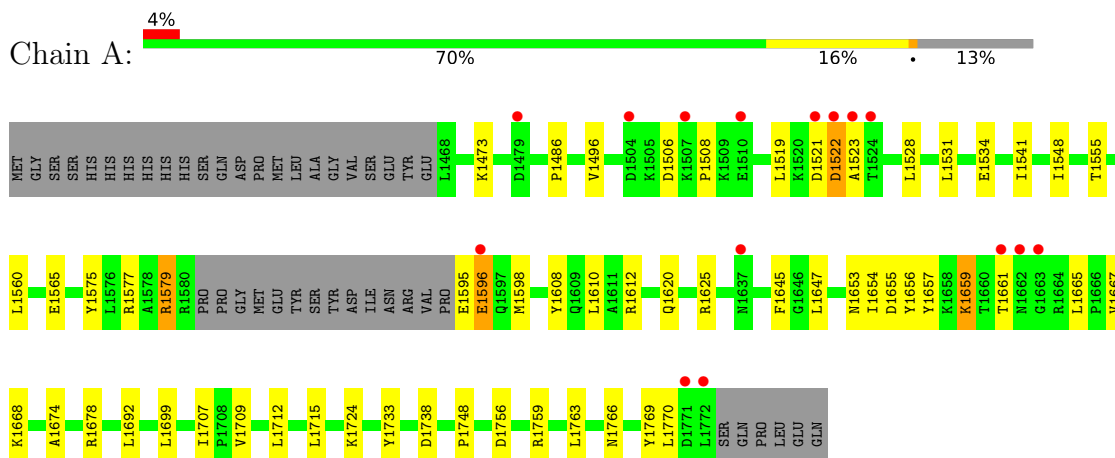 4%
Chain A:
70% 16% • 13%
MET GLY SER SER HIS HIS HIS HIS HIS HIS SER GLN ASP PRO MET LEU ALA GLY VAL SER GLU TYR GLU L1468 K1473 D1479 P1486 V1496 D1504 K1505 D1506 K1507 P1508 K1509 E1510 L1519 K1520 D1521 D1522 A1523 T1524 L1528 L1531 E1534 I1541 I1548 T1555
L1560 E1565 Y1575 L1576 R1577 A1578 R1579 R1580 PRO PRO GLY MET GLU TYR SER TYR ASP ILE ASN ARG VAL PRO E1595 E1596 Q1597 M1598 Y1608 Q1609 L1610 A1611 R1612 Q1620 R1625 N1637 F1645 G1646 L1647 N1653 I1654 D1655 Y1656 Y1657 K1658 K1659 T1660 T1661 N1662 G1663 R1664 L1665 P1666 V1667
K1668 A1674 R1678 L1692 L1699 I1707 P1708 V1709 L1712 L1715 K1724 Y1733 D1738 P1748 D1756 R1759 L1763 N1766 Y1769 L1770 D1771 L1772 SER GLN PRO LEU GLU GLN